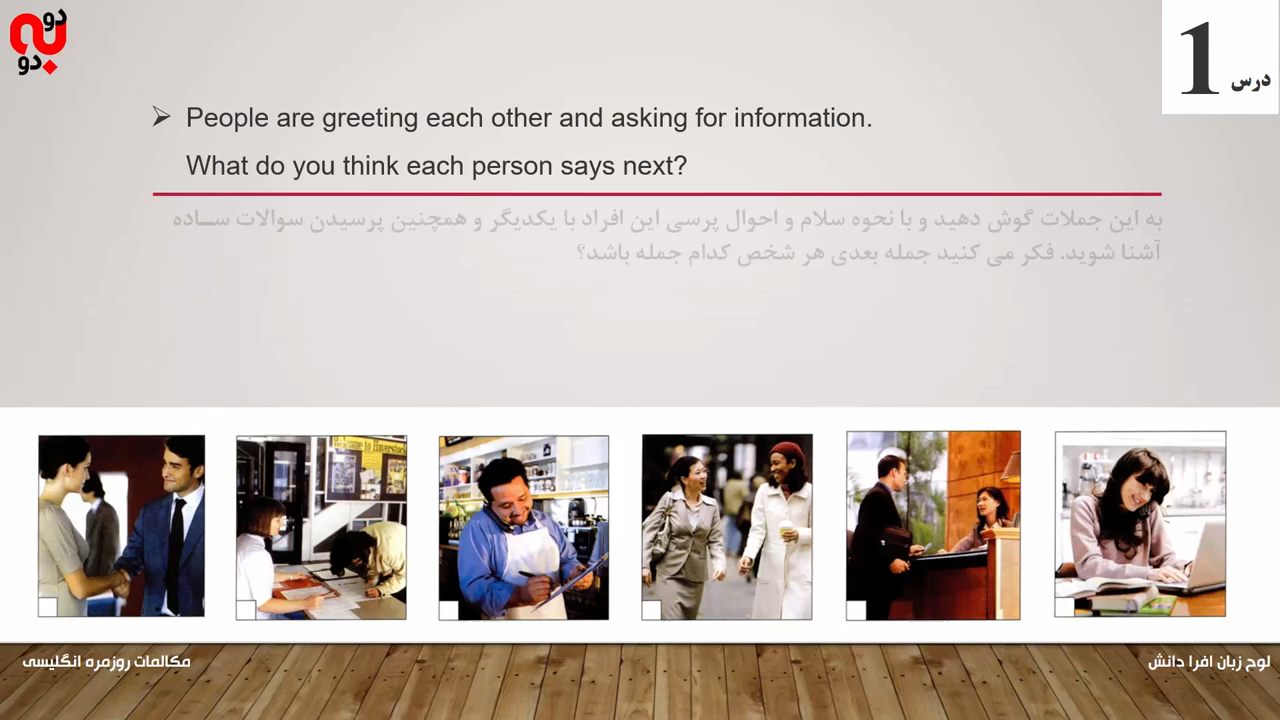 دو
به
دو
درس 1
➢ People are greeting each other and asking for information.
What do you think each person says next?
به این جملات گوش دهید و با نحوه سلام و احوال پرسی این افراد با یکدیگر و همچنین پرسیدن سوالات ســاده
آشنا شوید. فکر می کنید جمله بعدی هر شخص کدام جمله باشد؟
مکالمات روزمره انگلیسی
لوح زبان افرا دانش